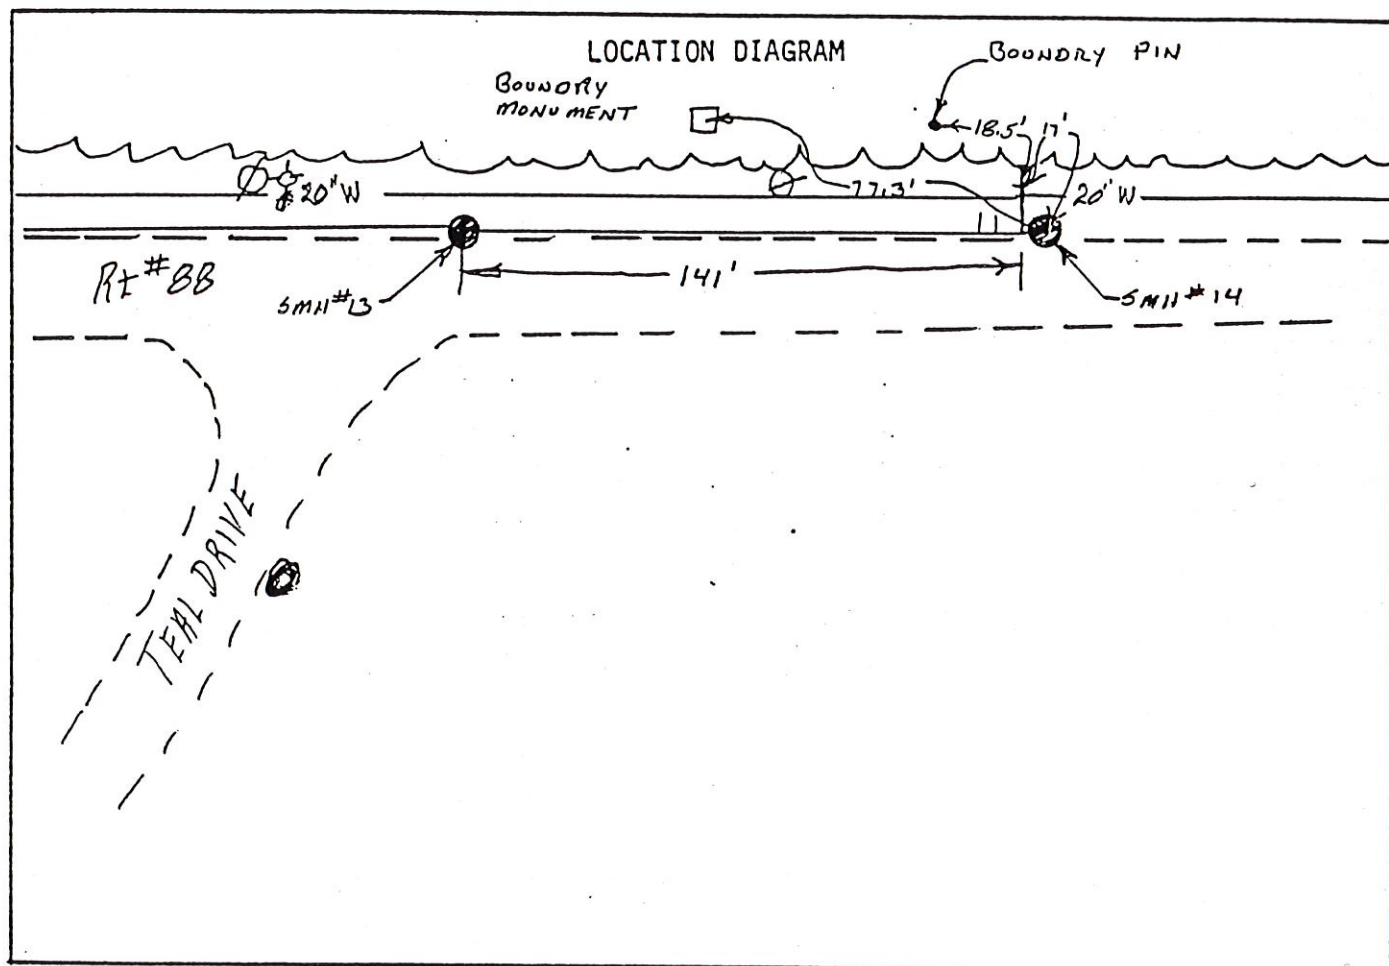 LOCATION DIAGRAM
BOUNDRY PIN
BOUNDRY
MONUMENT
18.5' 17'
20" W
77.3'
20" W
141'
Rt #88
SMH #13
SMH #14
TEAL DRIVE